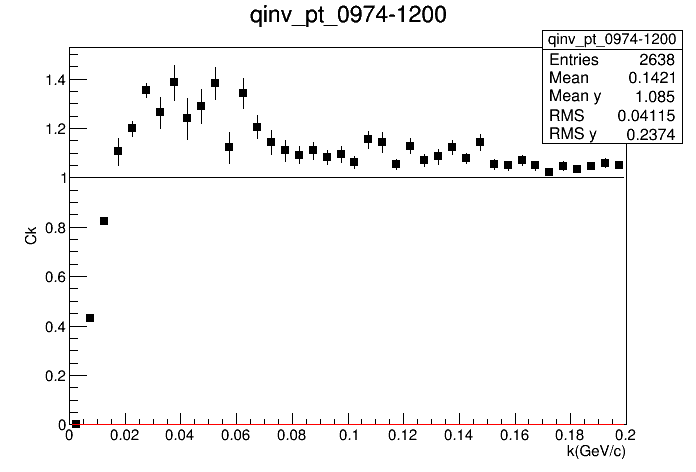 qinv_pt_0974-1200
qinv_pt_0974-1200
Entries 2638
Mean 0.1421
Mean y 1.085
RMS 0.04115
RMS y 0.2374
Ck
1.4
1.2
1
0.8
0.6
0.4
0.2
0
0 0.02 0.04 0.06 0.08 0.1 0.12 0.14 0.16 0.18 0.2
k(GeV/c)